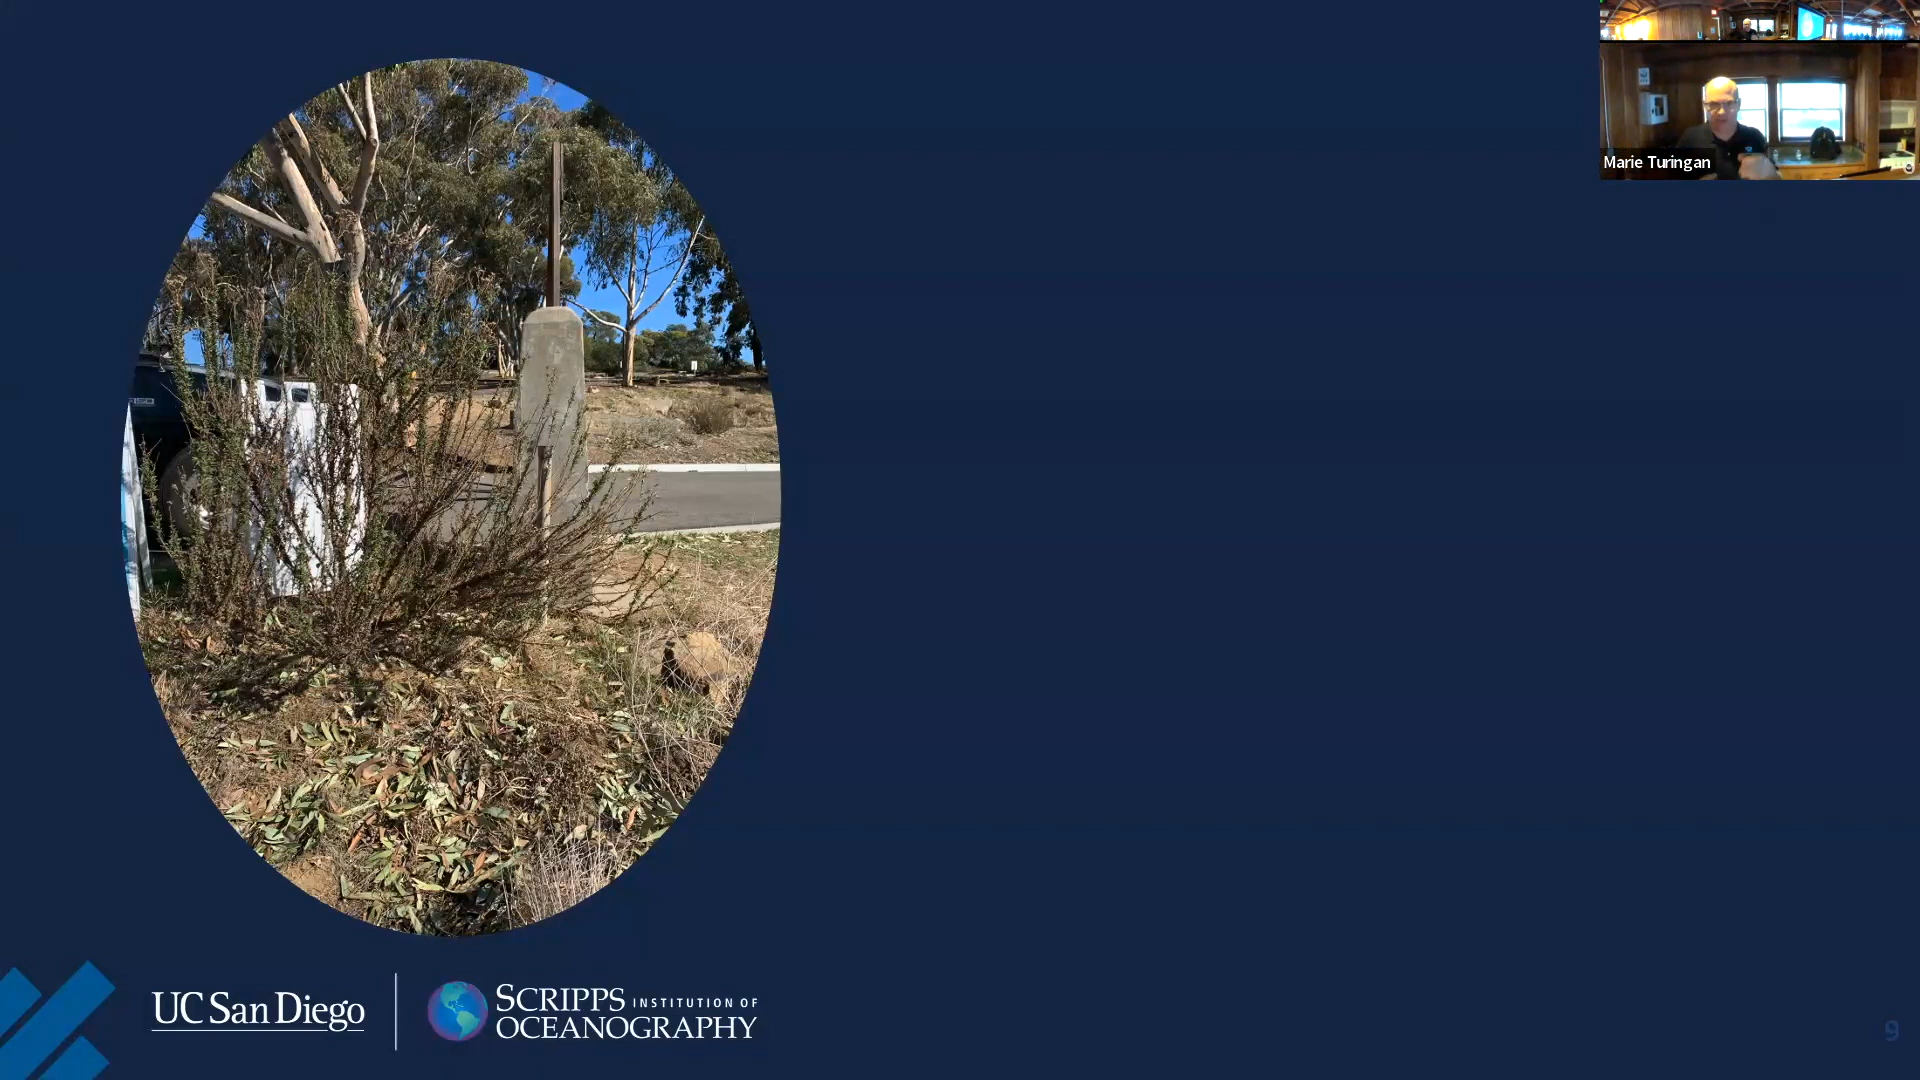 Marie Turingan
UC San Diego
SCRIPPS INSTITUTION OF
OCEANOGRAPHY
9